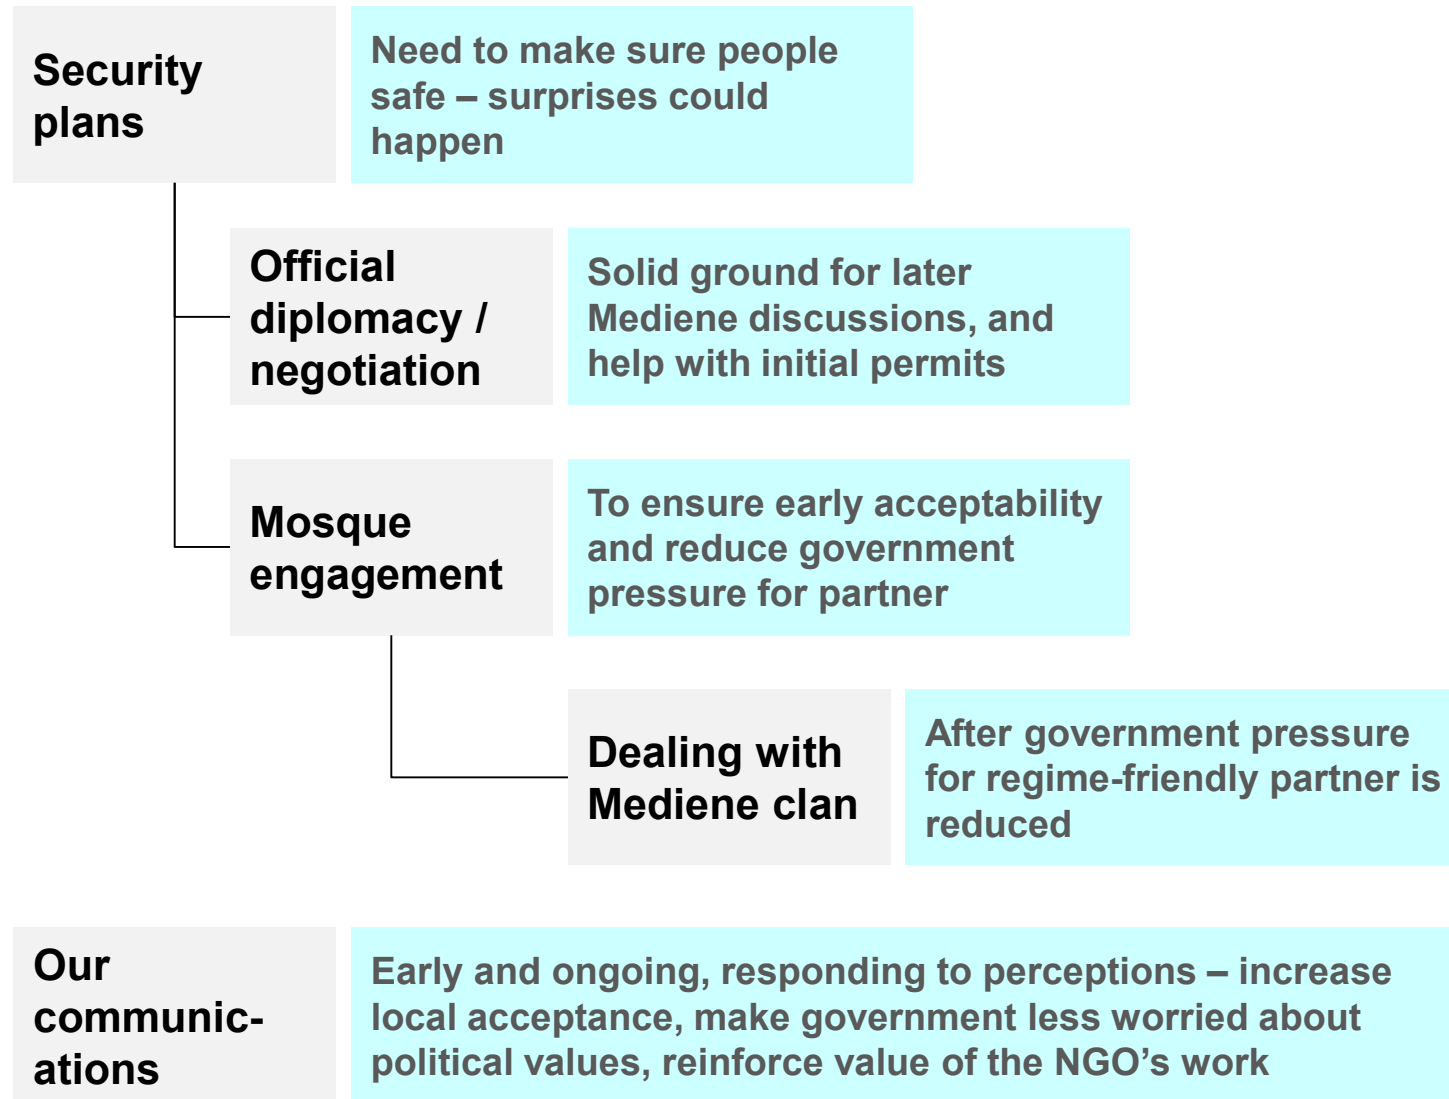 Security
plans
Need to make sure people
safe – surprises could
happen
Official
diplomacy /
negotiation
Solid ground for later
Mediene discussions, and
help with initial permits
Mosque
engagement
To ensure early acceptability
and reduce government
pressure for partner
Dealing with
Mediene clan
After government pressure
for regime-friendly partner is
reduced
Our
communic-
ations
Early and ongoing, responding to perceptions – increase
local acceptance, make government less worried about
political values, reinforce value of the NGO’s work